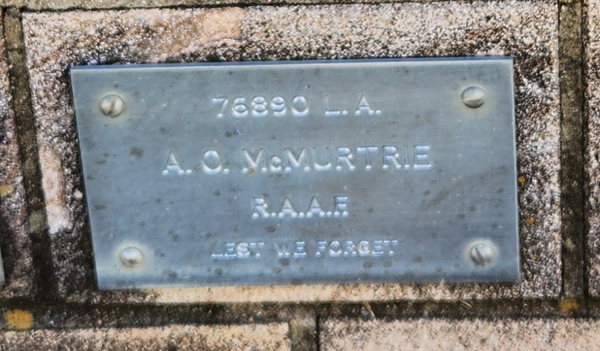 76890 L.A.
A. O. McMURTRIE
R.A.A.F.
LEST WE FORGET